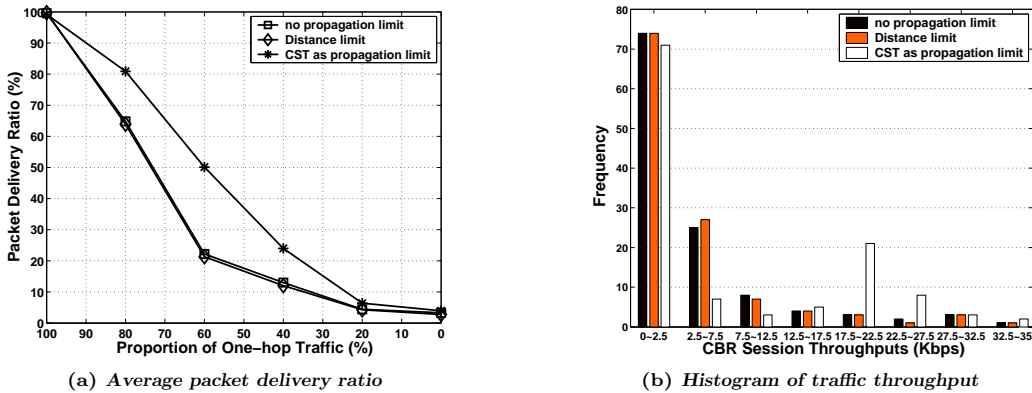 100
90
80
70
60
50
40
30
20
10
0
Packet Delivery Ratio (%)
no propagation limit
Distance limit
CST as propagation limit
100 90 80 70 60 50 40 30 20 10 0
Proportion of One−hop Traffic (%)
(a) Average packet delivery ratio
80
70
60
50
40
30
20
10
0
Frequency
no propagation limit
Distance limit
CST as propagation limit
0~2.5 2.5~7.5 7.5~12.5 12.5~17.5 17.5~22.5 22.5~27.5 27.5~32.5 32.5~35
CBR Session Throughputs (Kbps)
(b) Histogram of traffic throughput